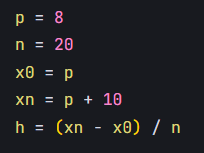 p = 8
n = 20
x0 = p
xn = p + 10
h = (xn - x0) / n